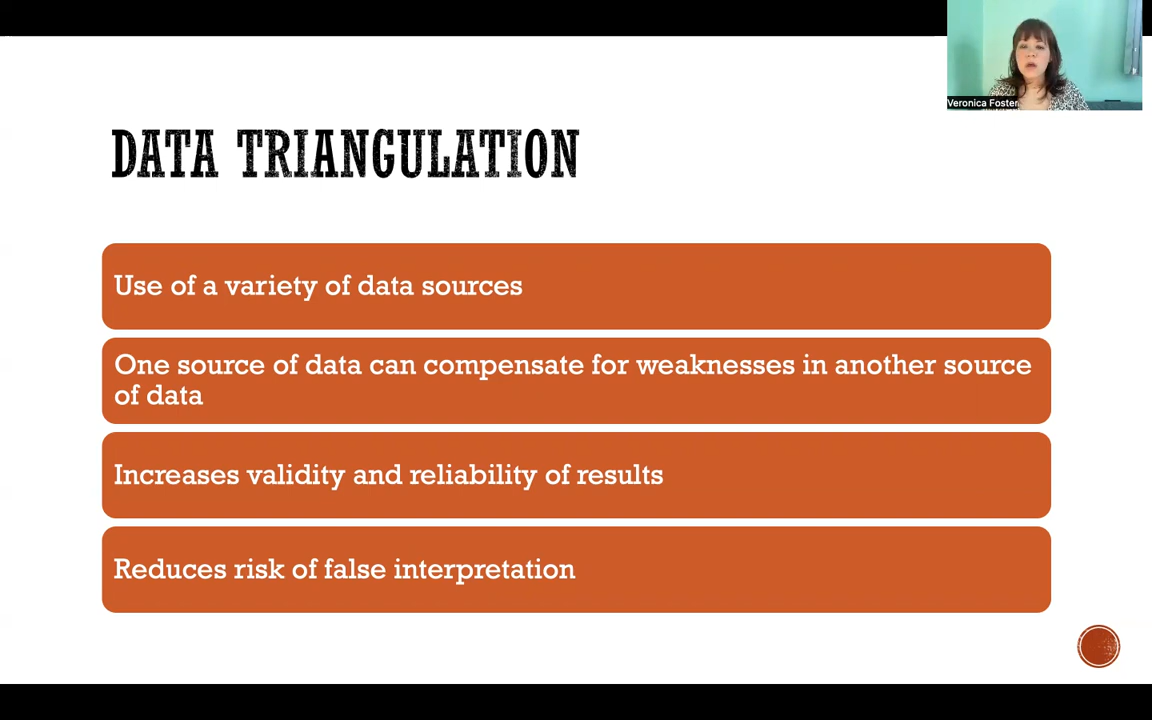 Veronica Foster
DATA TRIANGULATION
Use of a variety of data sources
One source of data can compensate for weaknesses in another source
of data
Increases validity and reliability of results
Reduces risk of false interpretation